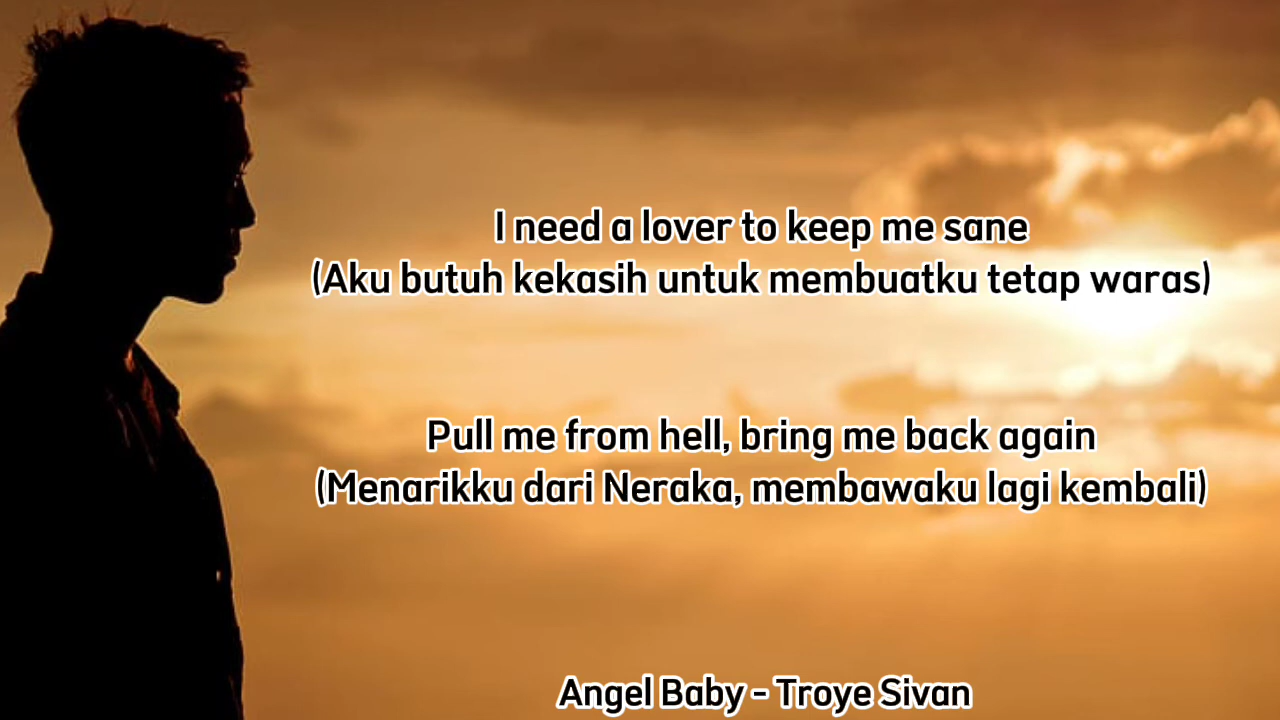 I need a lover to keep me sane
(Aku butuh kekasih untuk membuatku tetap waras)
Pull me from hell, bring me back again
(Menarikku dari Neraka, membawaku lagi kembali)
Angel Baby - Troye Sivan